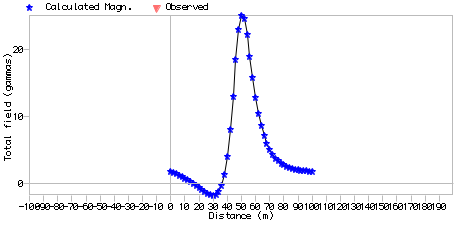 Calculated Magn. Observed
Total field (gammas)
20
10
0
-100-90-80-70-60-50-40-30-20-10 0 10 20 30 40 50 60 70 80 90 100 110 120 130 140 150 160 170 180 190
Distance (m)